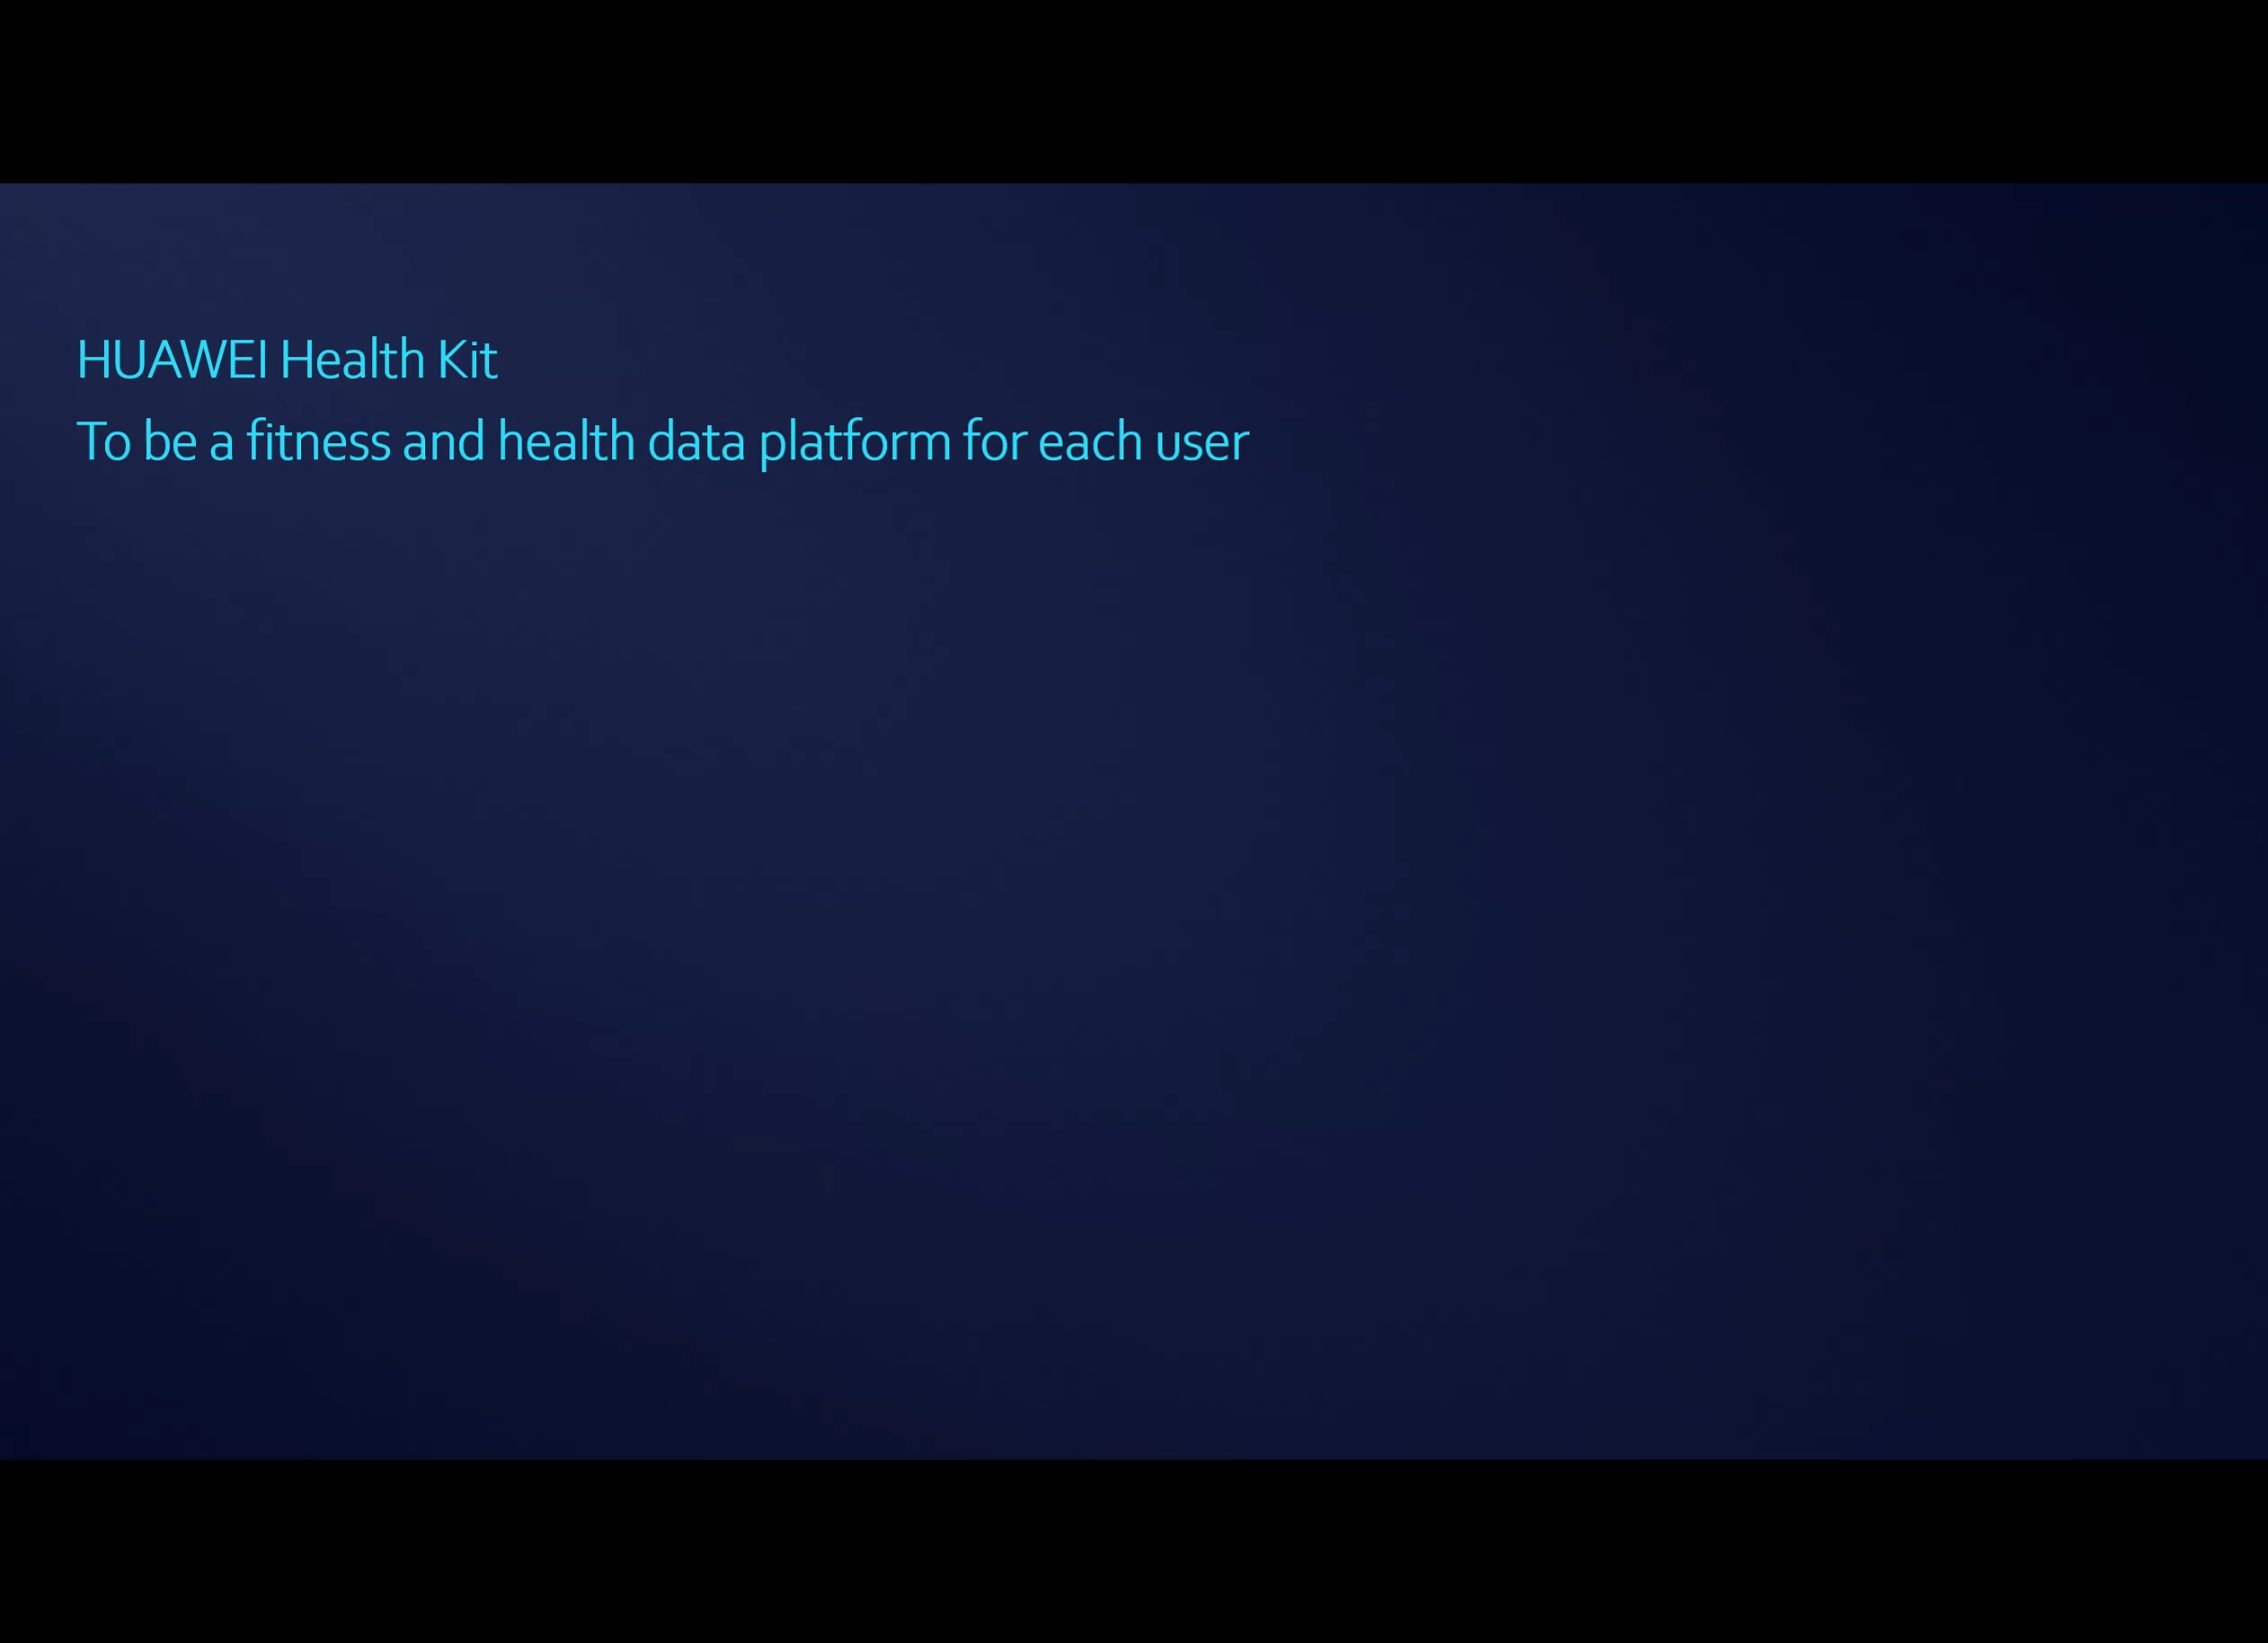 HUAWEI Health Kit
To be a fitness and health data platform for each user